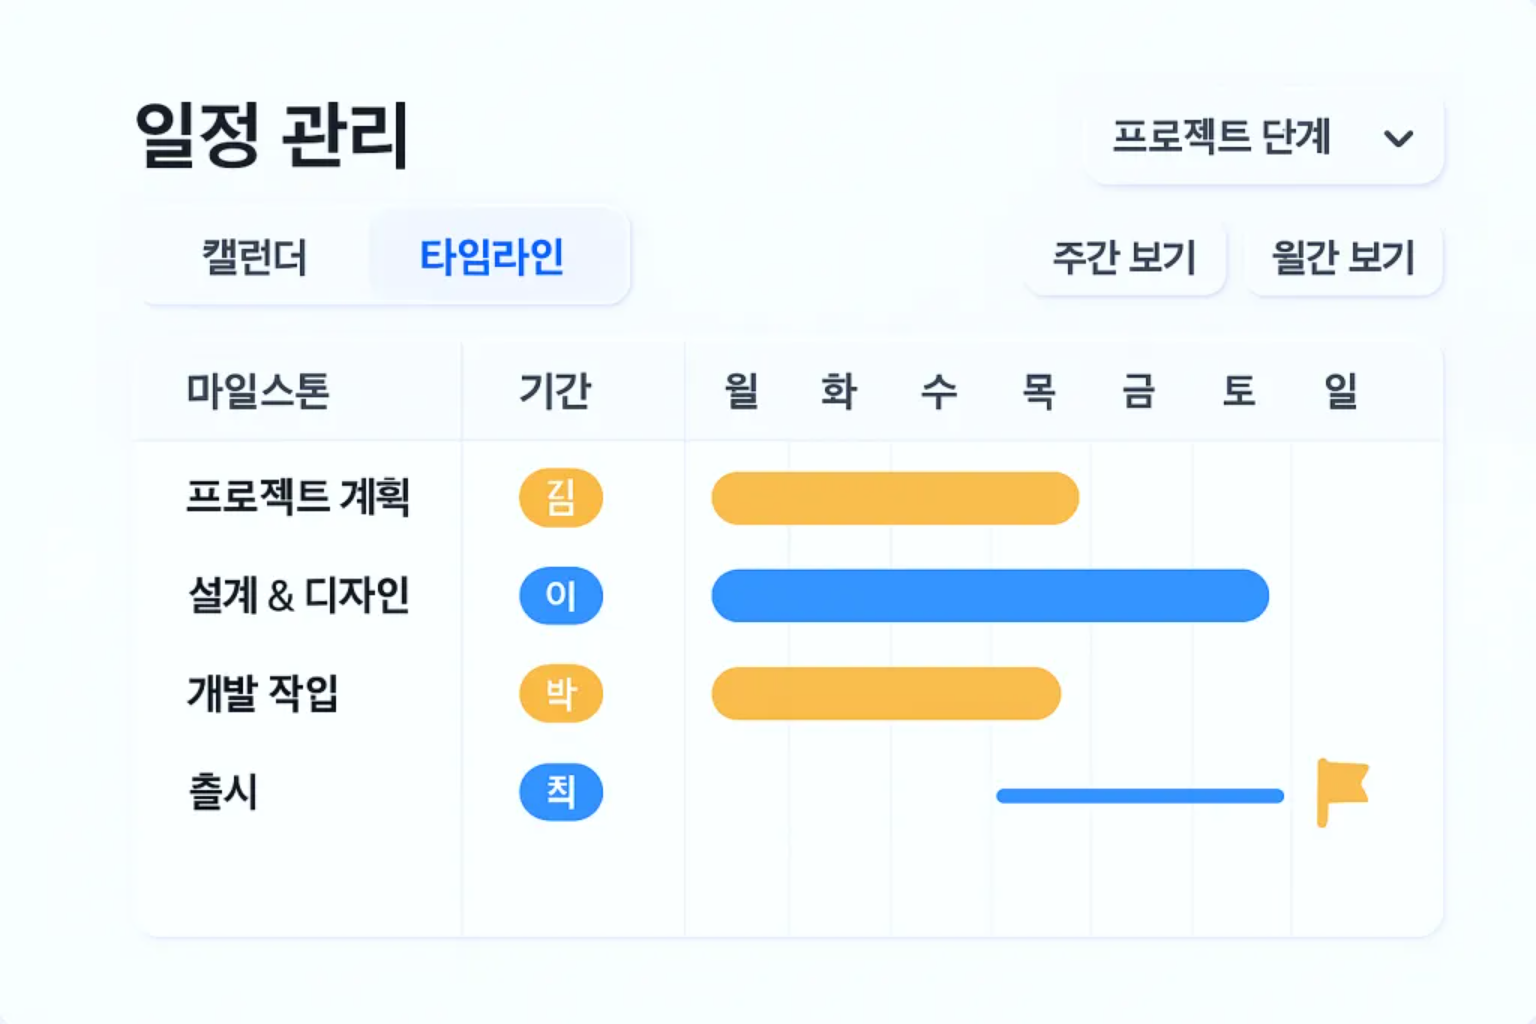 일정 관리
프로젝트 단계
캘런더 타임라인
주간 보기 월간 보기
마일스톤 기간 월 화 수 목 금 토 일
프로젝트 계획 김
설계 & 디자인 이
개발 작입 박
출시